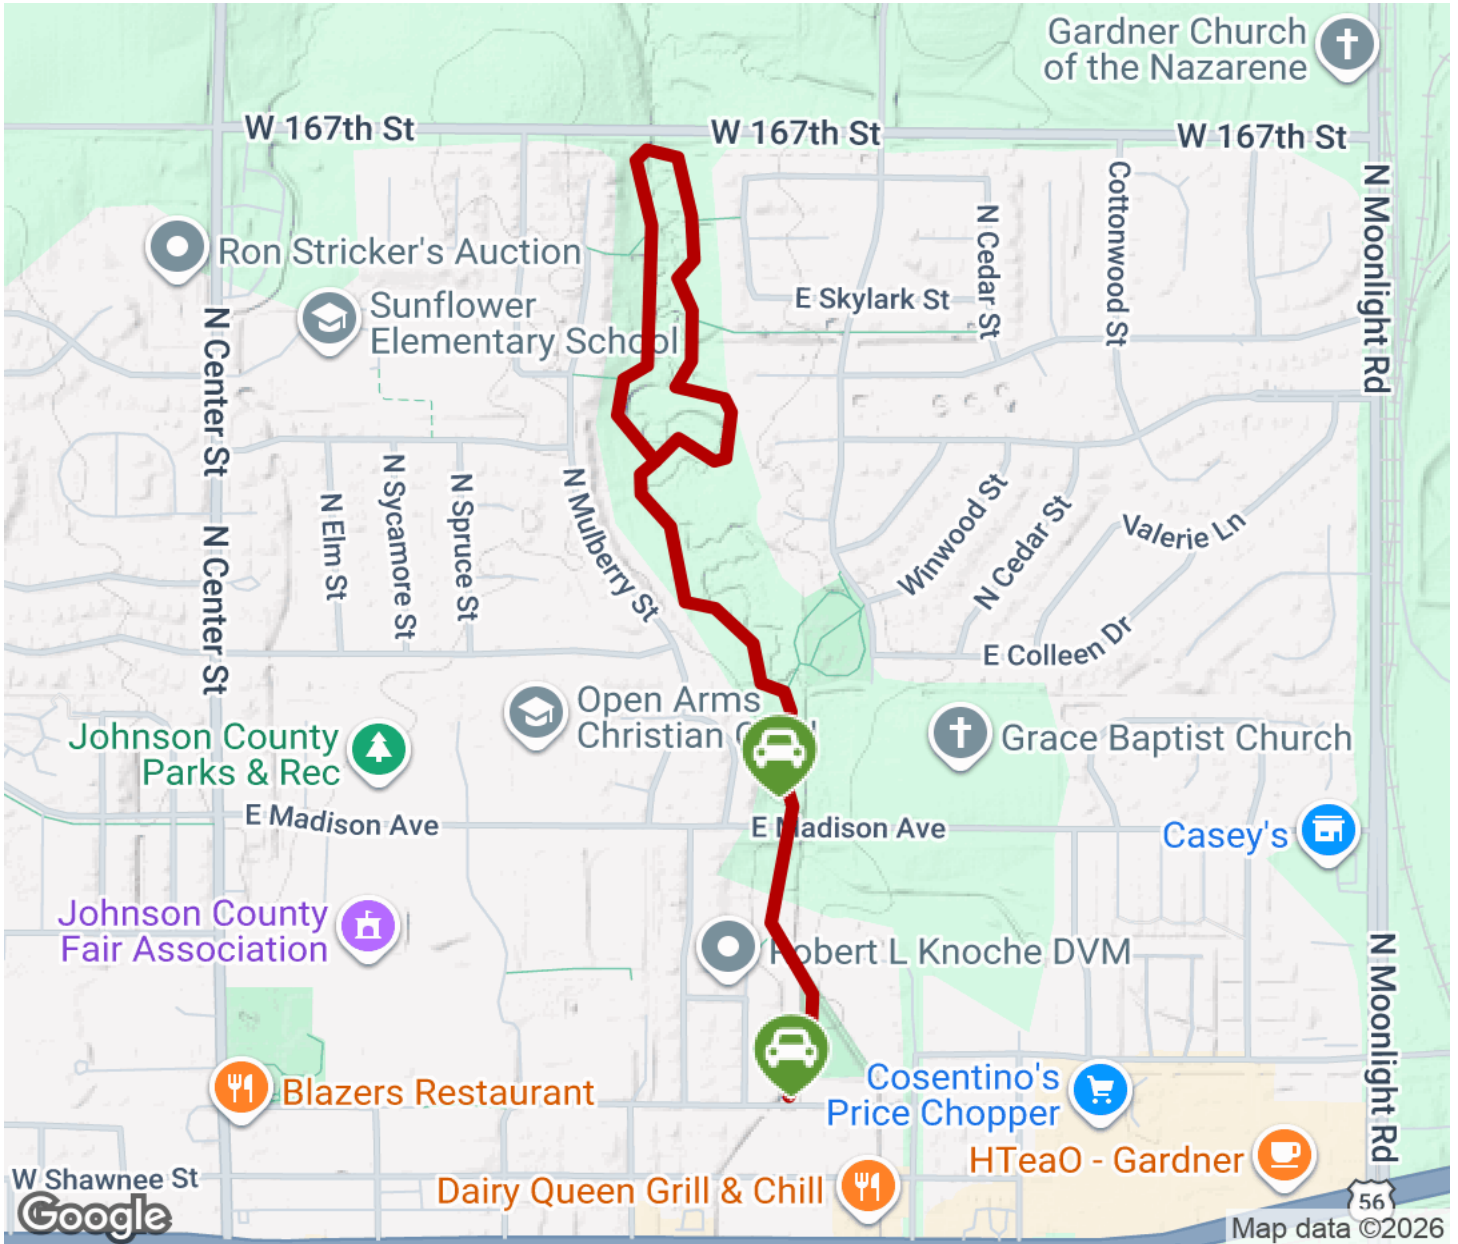 Gardner Church
of the Nazarene
W 167th St
W 167th St
W 167th St
N Moonlight Rd
Cottonwood St
N Cedar St
Ron Stricker's Auction
E Skylark St
Sunflower
Elementary School
N Center St
N Center St
N Elm St
N Sycamore St
N Spruce St
N Mulberry St
Winwood St
N Cedar St
Valerie Ln
E Colleen Dr
Open Arms
Christian
Johnson County
Parks & Rec
Grace Baptist Church
E Madison Ave
E Madison Ave
Casey's
Johnson County
Fair Association
Robert L Knoche DVM
N Moonlight Rd
Blazers Restaurant
Cosentino's
Price Chopper
HTeaO - Gardner
W Shawnee St
Dairy Queen Grill & Chill
56
Google
Map data ©2026